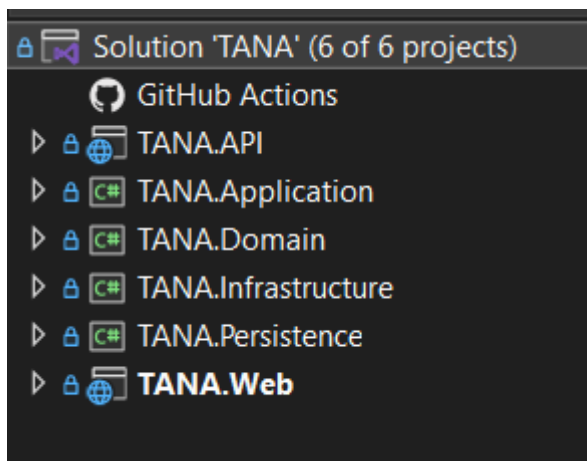 Solution 'TANA' (6 of 6 projects)
GitHub Actions
TANA.API
C# TANA.Application
C# TANA.Domain
C# TANA.Infrastructure
C# TANA.Persistence
TANA.Web